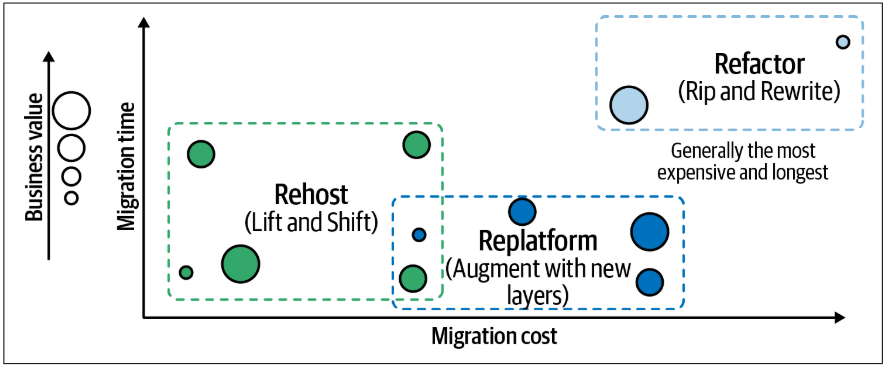 Business value
Migration time
Refactor
(Rip and Rewrite)
Generally the most
expensive and longest
Rehost
(Lift and Shift)
Replatform
(Augment with new
layers)
Migration cost